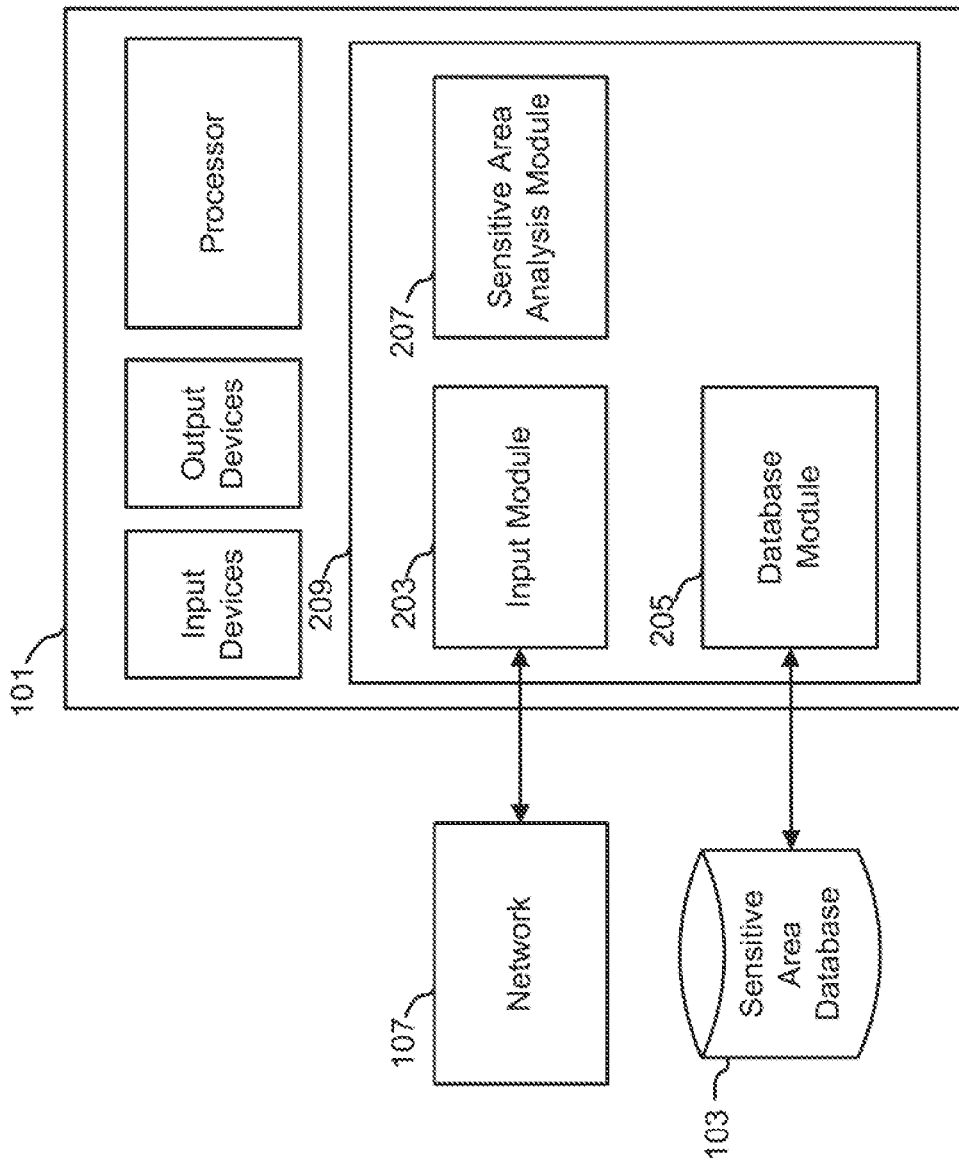 101
Input
Devices
Output
Devices
Processor
209
107
Network
203
Input Module
207
Sensitive Area
Analysis Module
103
Sensitive
Area
Database
205
Database
Module